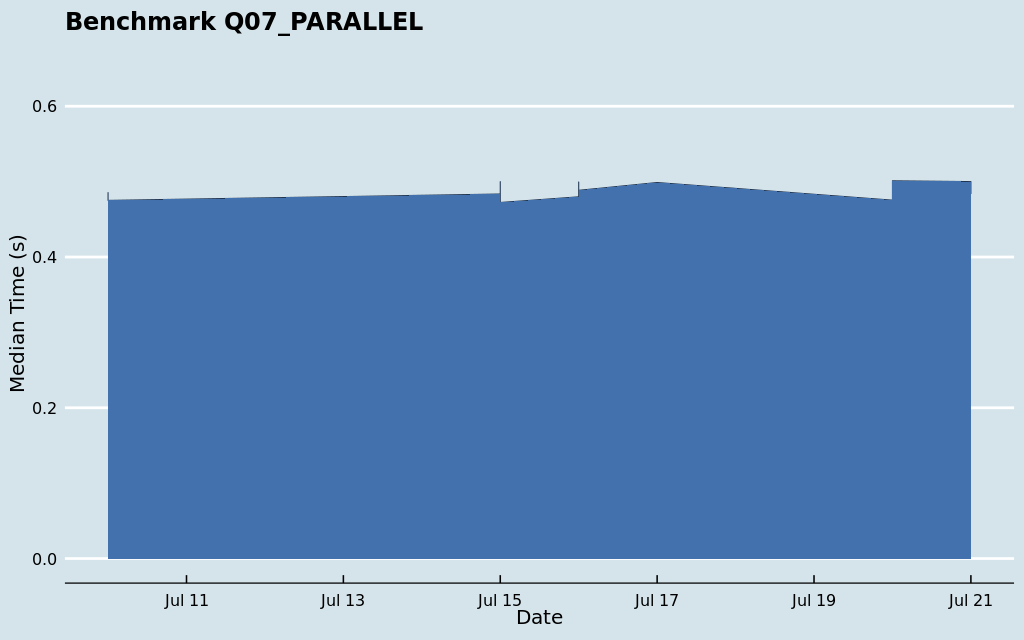 Benchmark Q07_PARALLEL
Median Time (s)
0.6
0.4
0.2
0.0
Jul 11
Jul 13
Jul 15
Jul 17
Jul 19
Jul 21
Date